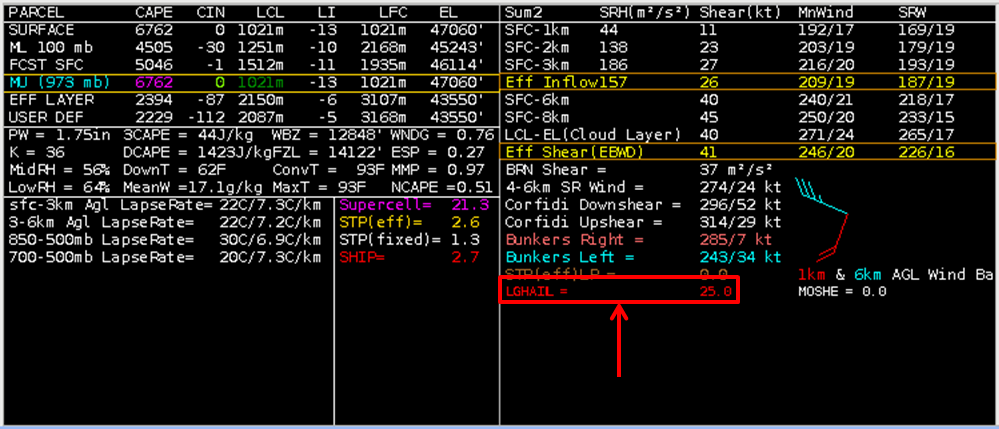 PARCEL CAPE CIN LCL LI LFC EL
SURFACE 6762 0 1021m -13 1021m 47060'
ML 100 mb 4505 -30 1251m -10 2168m 45243'
FCST SFC 5046 -1 1512m -11 1935m 46114'
MU (973 mb) 6762 0 1021m -13 1021m 47060'
EFF LAYER 2394 -87 2150m -6 3107m 43550'
USER DEF 2229 -112 2087m -5 3168m 43550'
PW = 1.75in 3CAPE = 44J/kg WBZ = 12848' WNDG = 0.76
K = 36 DCAPE = 1423J/kg FZL = 14122' ESP = 0.27
MidRH = 56% DownT = 62F ConvT = 93F MMP = 0.97
LowRH = 64% MeanW =17.1g/kg MaxT = 93F NCAPE =0.51
sfc-3km Agl LapseRate= 22C/7.3C/km
3-6km Agl LapseRate= 22C/7.2C/km
850-500mb LapseRate= 30C/6.9C/km
700-500mb LapseRate= 20C/7.3C/km
Supercell= 21.3
STP(eff)= 2.6
STP(fixed)= 1.3
SHIP= 2.7
Sum2 SRH(m²/s²) Shear(kt) MnWind SRW
SFC-1km 44 11 192/17 169/19
SFC-2km 138 23 203/19 179/19
SFC-3km 186 27 216/20 193/19
Eff Inflow157 26 209/19 187/19
SFC-6km 40 240/21 218/17
SFC-8km 45 250/20 233/15
LCL-EL(Cloud Layer) 40 271/24 265/17
Eff Shear(EBWD) 41 246/20 226/16
BRN Shear = 37 m²/s²
4-6km SR Wind = 274/24 kt
Corfidi Downshear = 296/52 kt
Corfidi Upshear = 314/29 kt
Bunkers Right = 285/7 kt
Bunkers Left = 243/34 kt
STP(eff)LR = 0.0
1km & 6km AGL Wind Ba
LGHAIL = 25.0
MOSHE = 0.0